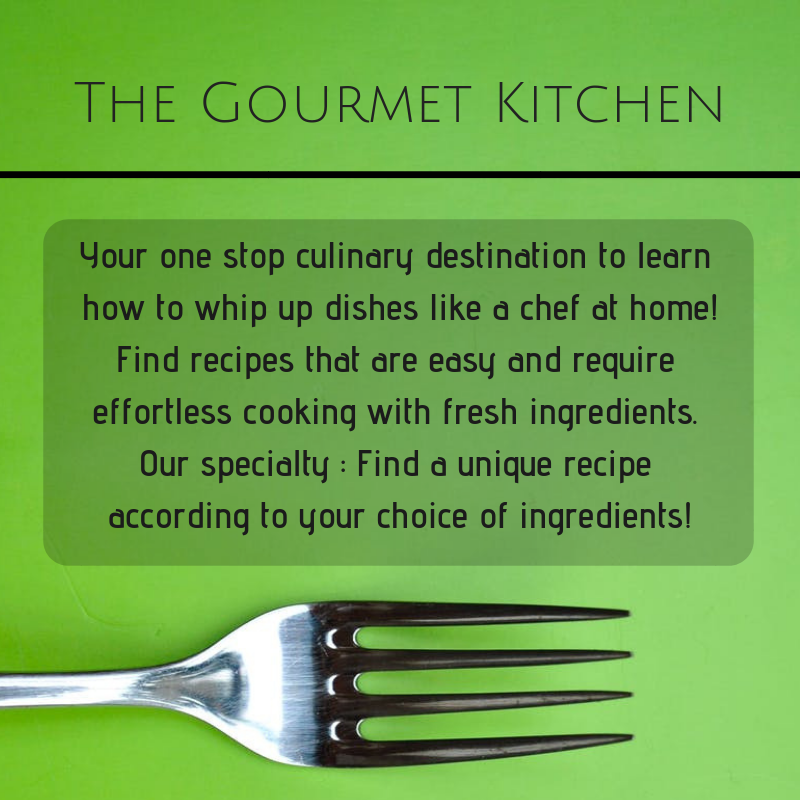 The Gourmet Kitchen
Your one stop culinary destination to learn
how to whip up dishes like a chef at home!
Find recipes that are easy and require
effortless cooking with fresh ingredients.
Our specialty : Find a unique recipe
according to your choice of ingredients!